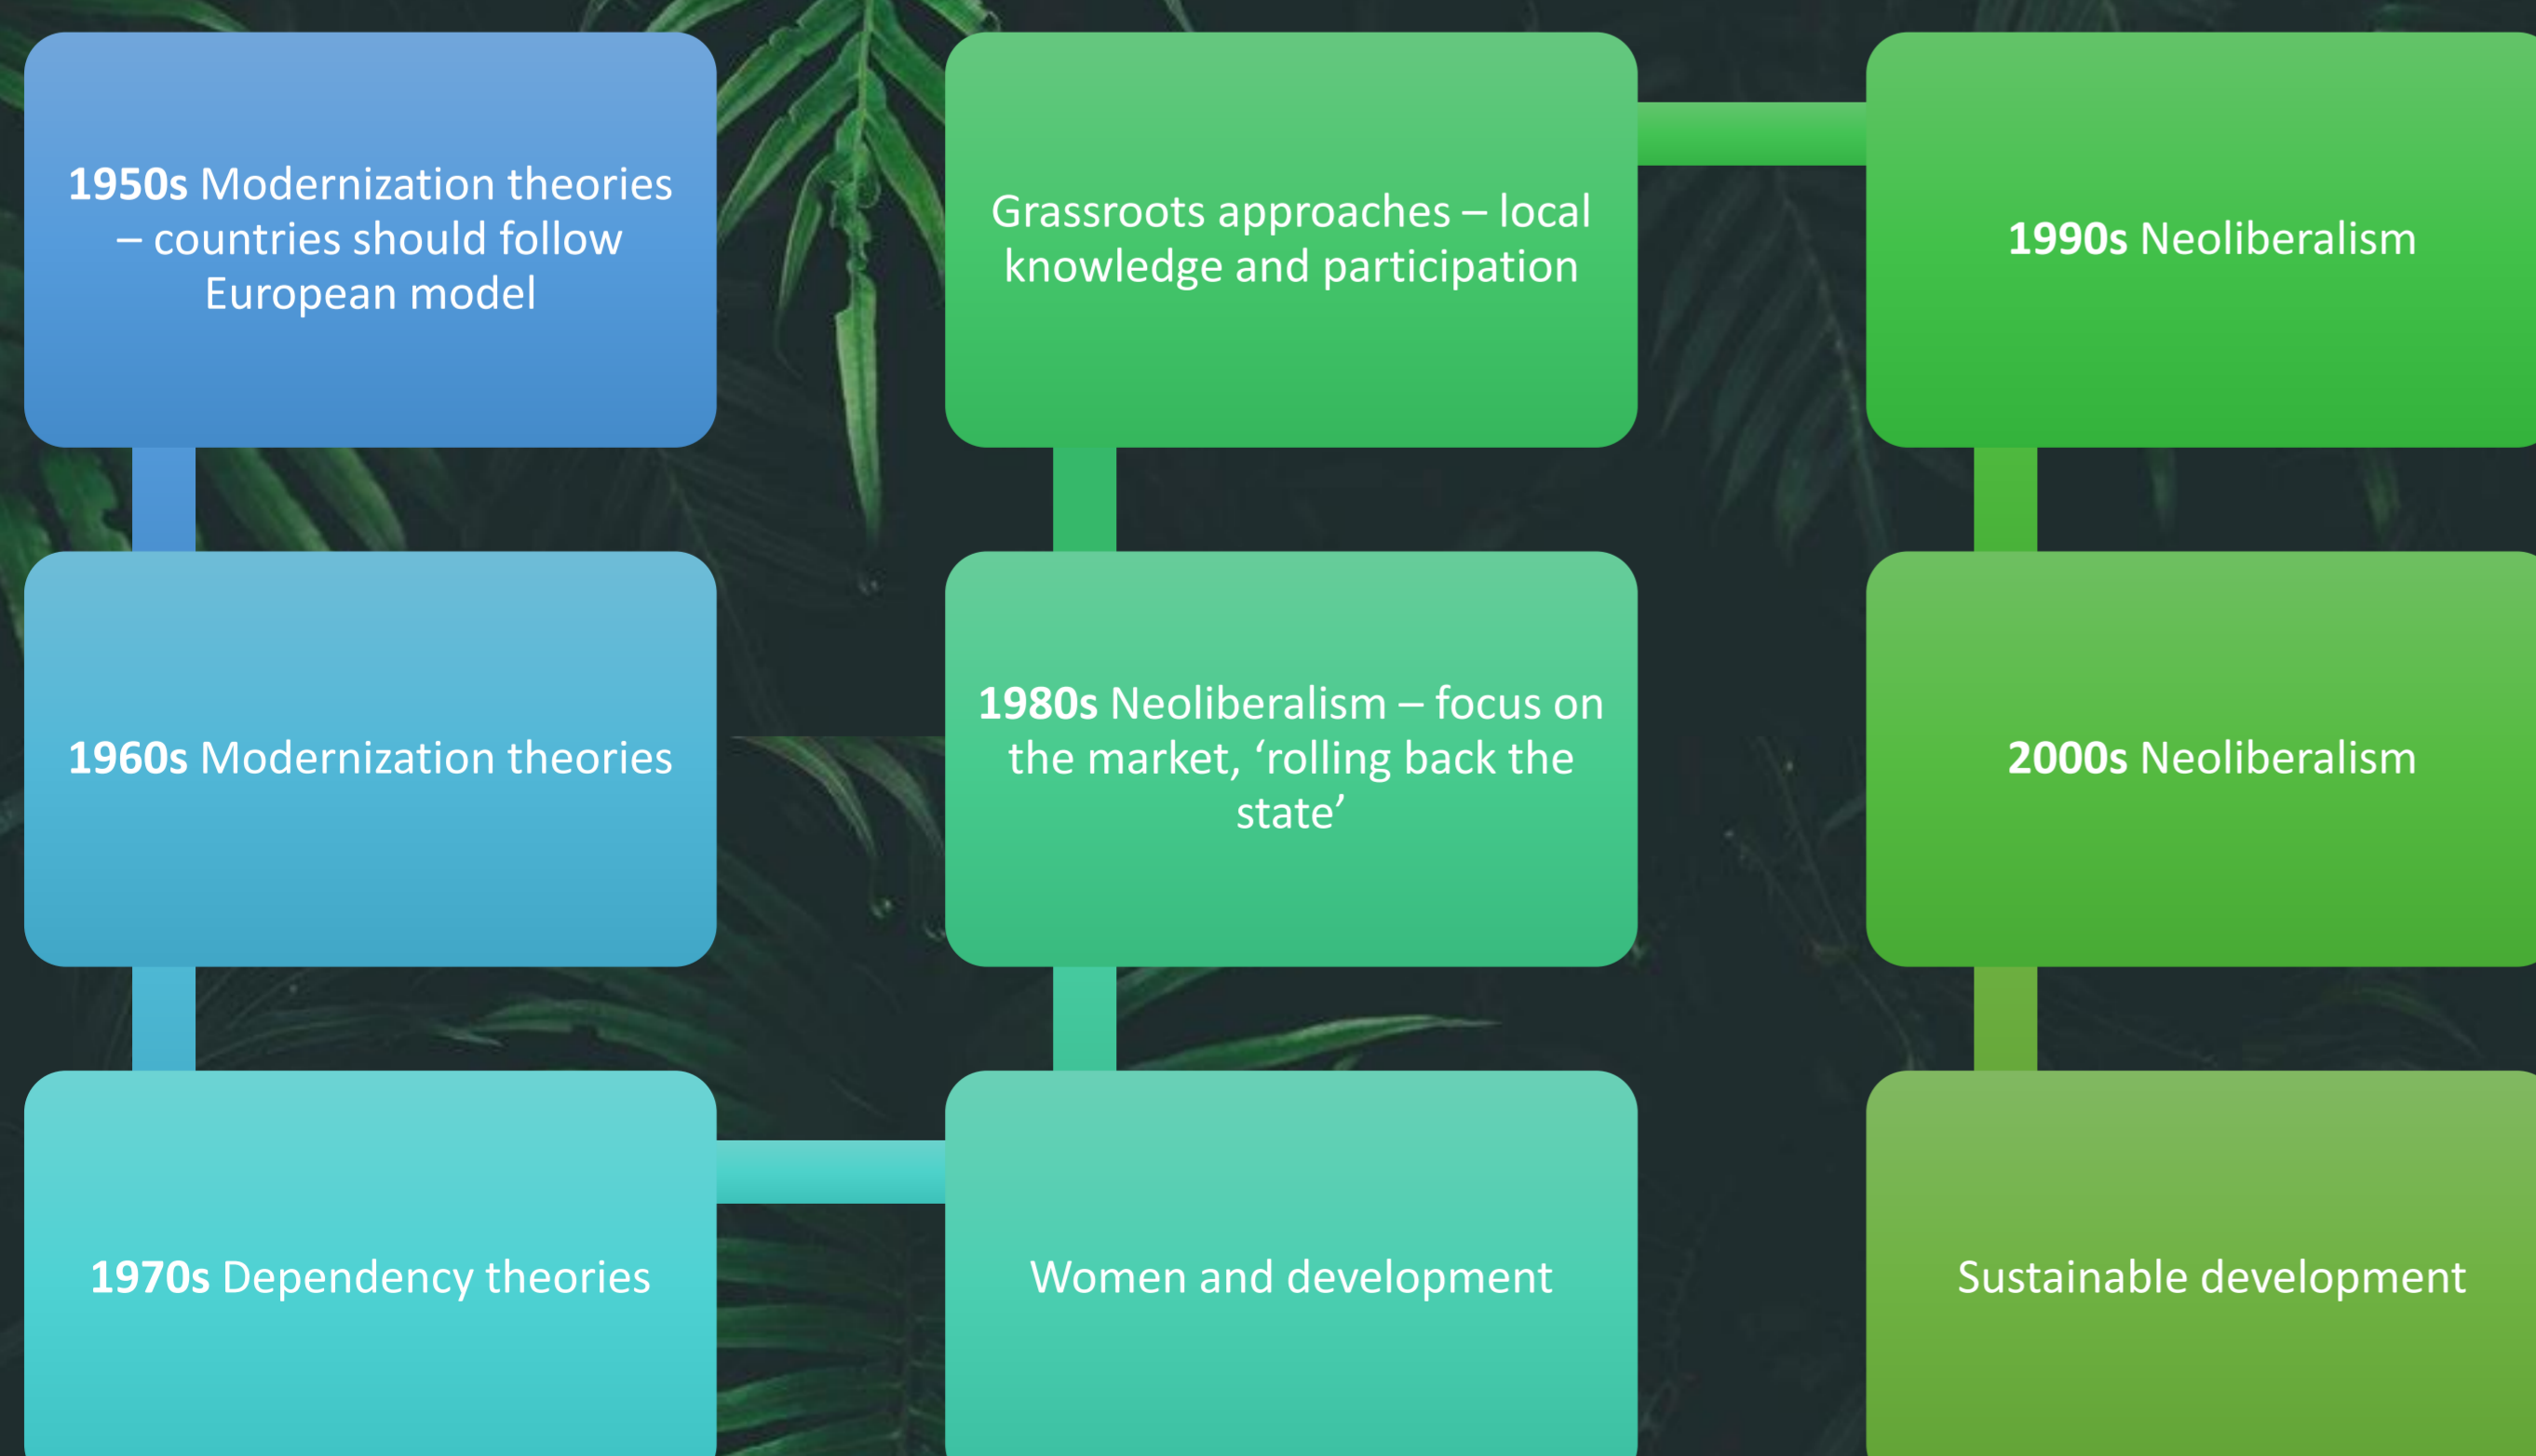 1950s Modernization theories
– countries should follow
European model
1960s Modernization theories
1970s Dependency theories
Women and development
1980s Neoliberalism – focus on
the market, ‘rolling back the
state’
Grassroots approaches – local
knowledge and participation
1990s Neoliberalism
2000s Neoliberalism
Sustainable development